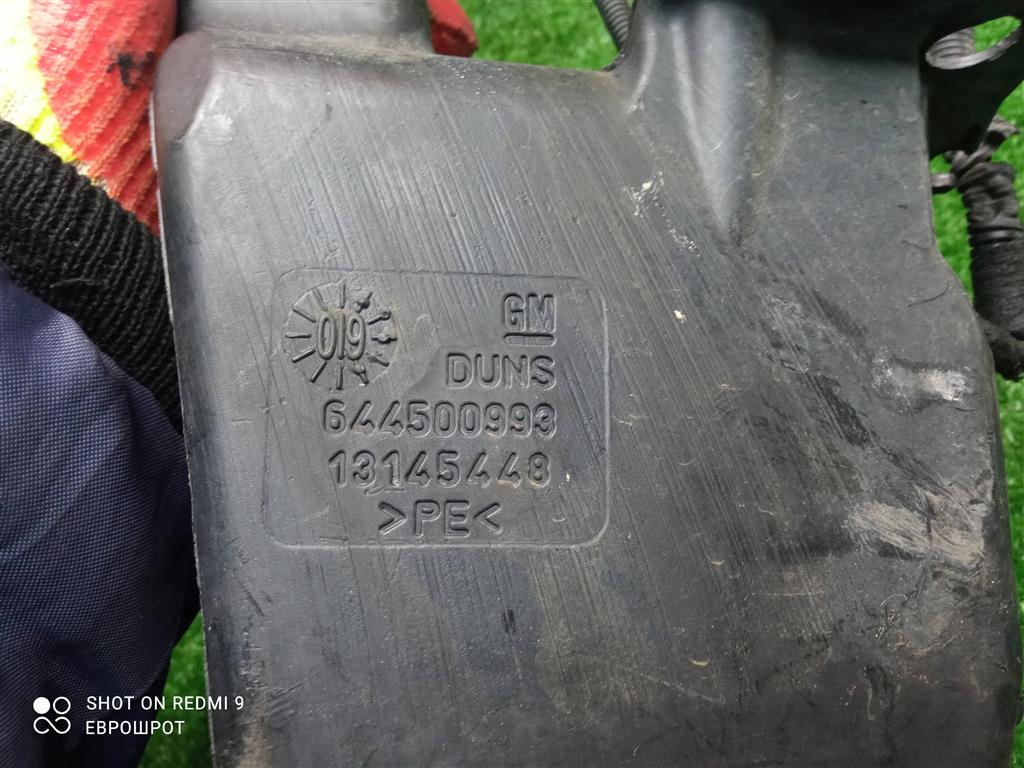 019
GM
DUNS
644500993
13145448
>PE<
SHOT ON REDMI 9
ЕВРОШРОТ